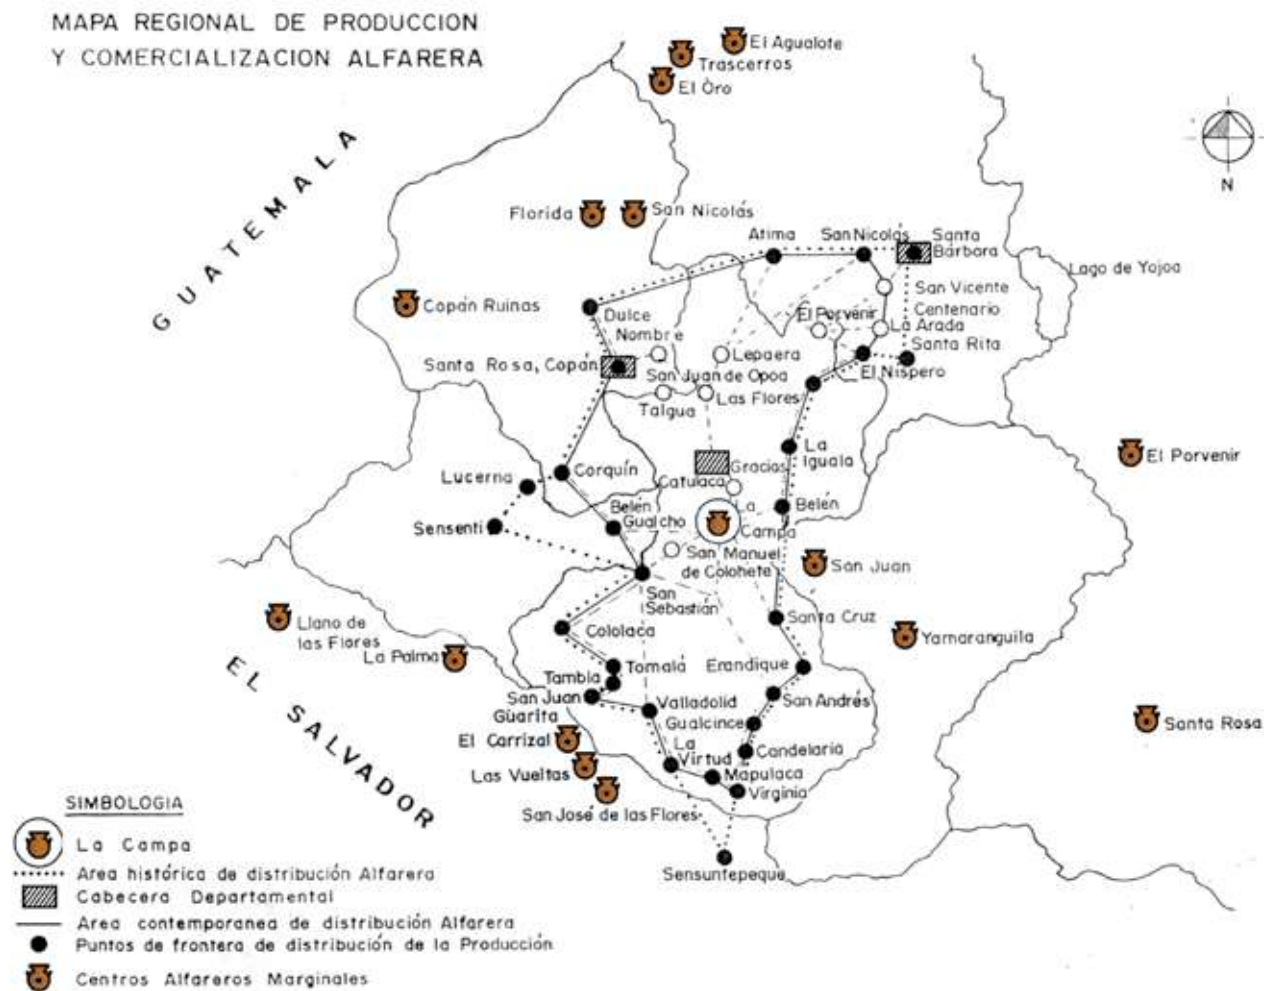 MAPA REGIONAL DE PRODUCCION
Y COMERCIALIZACION ALFARERA
El Agualote
Trascerros
El Òro
GUATEMALA
N
Florida
San Nicolás
Atima
San Nicolás
Santa
Bárbara
Lago de Yojoa
San Vicente
Centenario
Copán Ruinas
Dulce
Nombre
El Porvenir
La Arada
Santa Rita
Lepaera
El Níspero
Santa Rosa, Copán
San Juan de Opoa
Talgua
Las Flores
La
Iguala
El Porvenir
Gracias
Lucerna
Corquín
Catulaca
Belén
Gualcho
Belén
La
Campa
Sensenti
San Manuel
de Colohete
San Juan
San
Sebastián
Santa Cruz
Llano de
las Flores
Cololaca
Yamaranguila
La Palma
EL SALVADOR
Tomalá
Erandique
Tambla
San Juan
Guarita
Valladolid
San Andrés
Gualcince
Santa Rosa
El Carrizal
La
Virtud
Candelaria
Las Vueltas
Mapulaca
Virginia
San José de las Flores
Sensuntepeque
SIMBOLOGIA
La Campa
Area histórica de distribución Alfarera
Cabecera Departamental
Area contemporanea de distribución Alfarera
Puntos de frontera de distribución de la Producción
Centros Alfareros Marginales